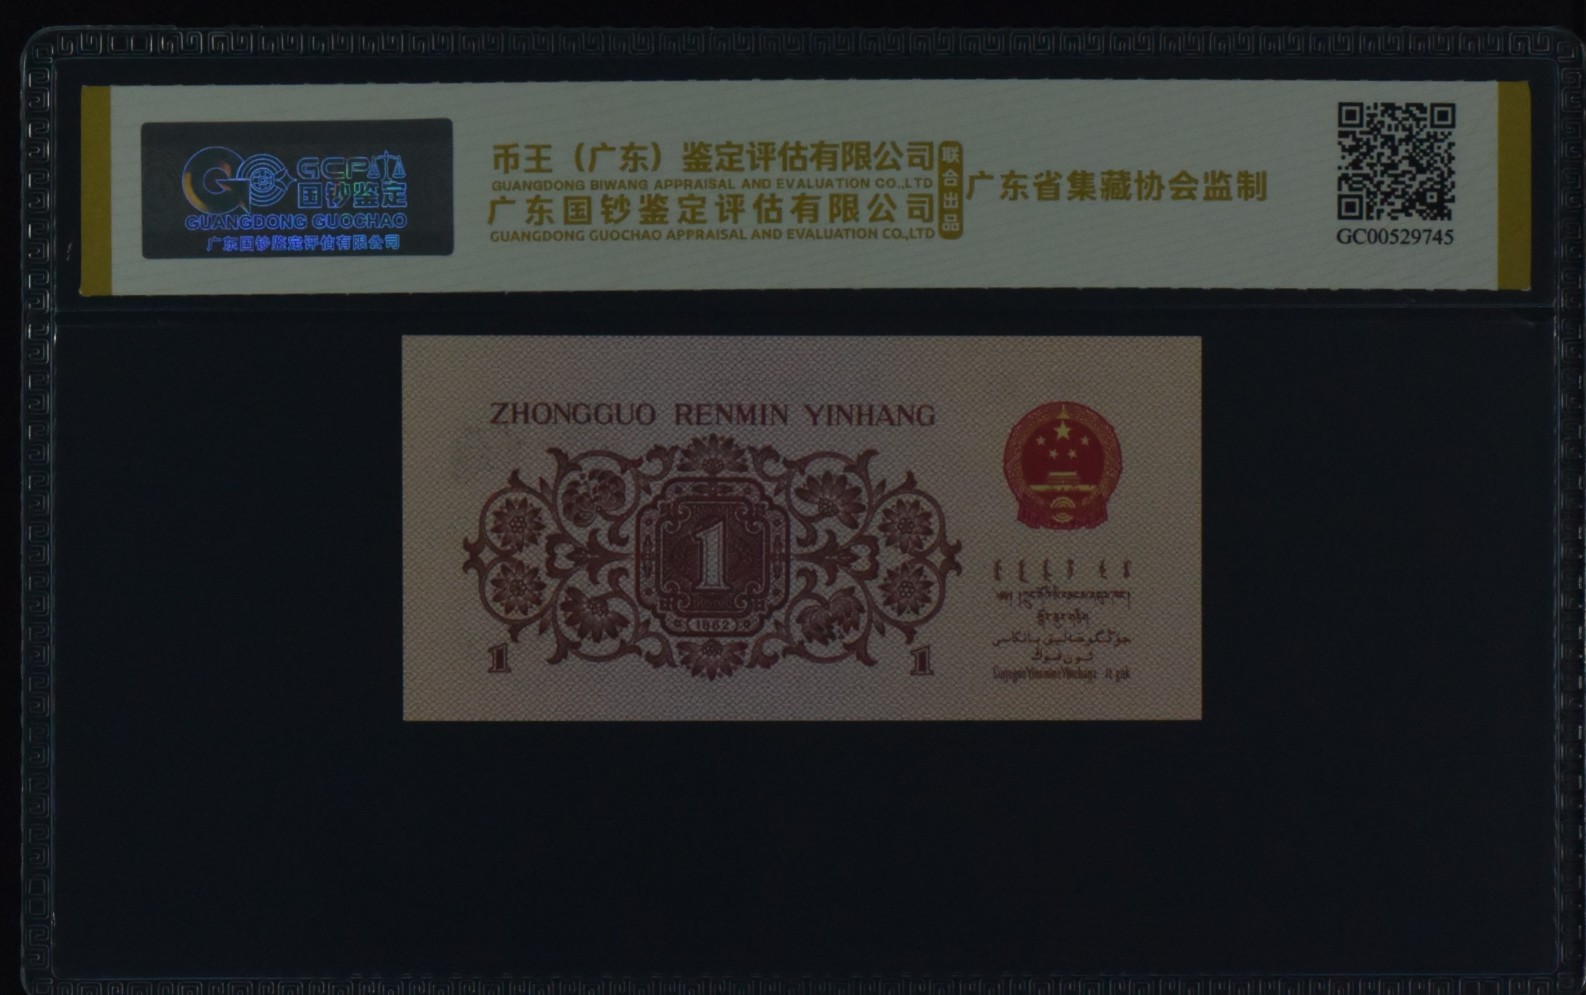 GCP
国钞鉴定
GUANGDONG GUOCHAO
广东国钞鉴定评估有限公司
币王（广东）鉴定评估有限公司
GUANGDONG BIWANG APPRAISAL AND EVALUATION CO.,LTD
广东国钞鉴定评估有限公司
GUANGDONG GUOCHAO APPRAISAL AND EVALUATION CO.,LTD
联合出品
广东省集藏协会监制
GC00529745
ZHONGGUO RENMIN YINHANG
1
1962
1
1